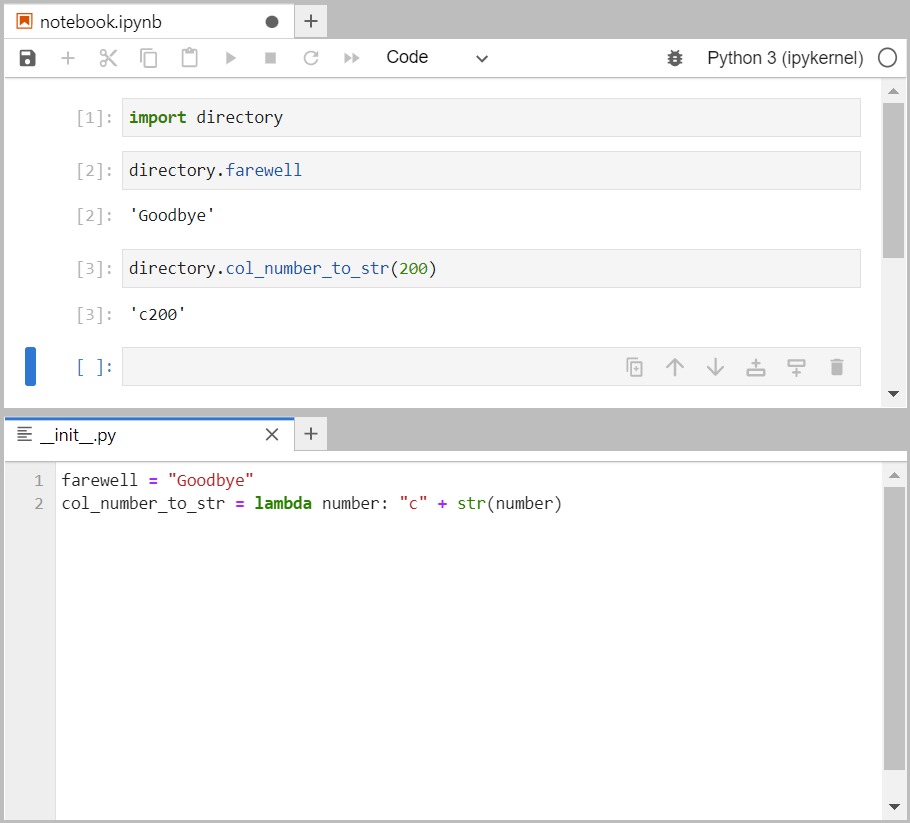 notebook.ipynb
Code
Python 3 (ipykernel)
[1]: import directory
[2]: directory.farewell
[2]: 'Goodbye'
[3]: directory.col_number_to_str(200)
[3]: 'c200'
[ ]:
__init__.py
1 farewell = "Goodbye"
2 col_number_to_str = lambda number: "c" + str(number)